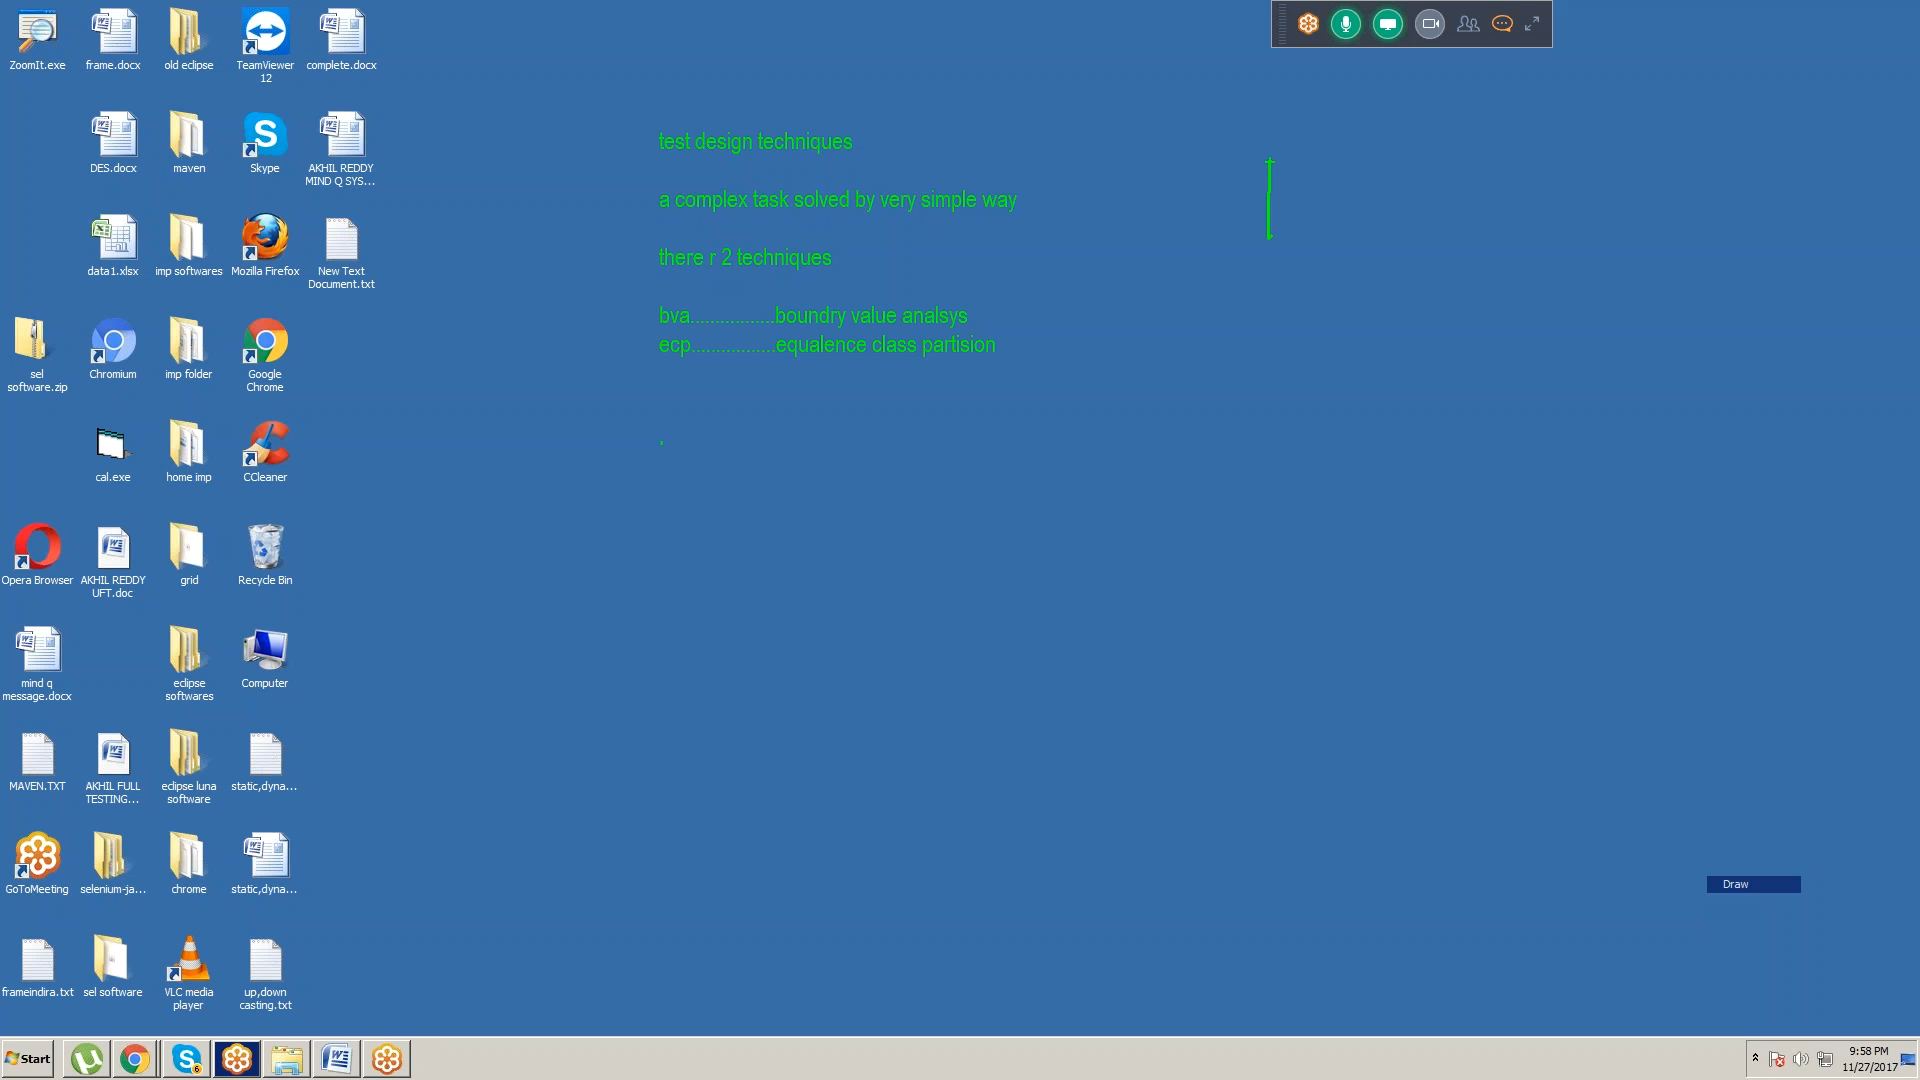 ZoomIt.exe
frame.docx
old eclipse
TeamViewer
12
complete.docx
DES.docx
maven
Skype
AKHIL REDDY
MIND Q SYS...
data1.xlsx
imp softwares
Mozilla Firefox
New Text
Document.txt
sel
software.zip
Chromium
imp folder
Google
Chrome
cal.exe
home imp
CCleaner
Opera Browser
AKHIL REDDY
UFT.doc
grid
Recycle Bin
mind q
message.docx
eclipse
softwares
Computer
MAVEN.TXT
AKHIL FULL
TESTING...
eclipse luna
software
static,dyna...
GoToMeeting
selenium-ja...
chrome
static,dyna...
frameindira.txt
sel software
VLC media
player
up,down
casting.txt
test design techniques
a complex task solved by very simple way
there r 2 techniques
bva.................boundry value analsys
ecp.................equalence class partision
.
Draw
Start
6
9:58 PM
11/27/2017